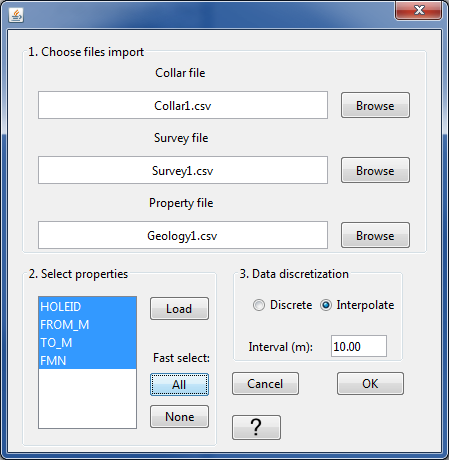 1. Choose files import
Collar file
Collar1.csv Browse
Survey file
Survey1.csv Browse
Property file
Geology1.csv Browse
2. Select properties
HOLEID
FROM_M
TO_M
FMN
Load
Fast select:
All
None
3. Data discretization
Discrete Interpolate
Interval (m): 10.00
Cancel OK
?